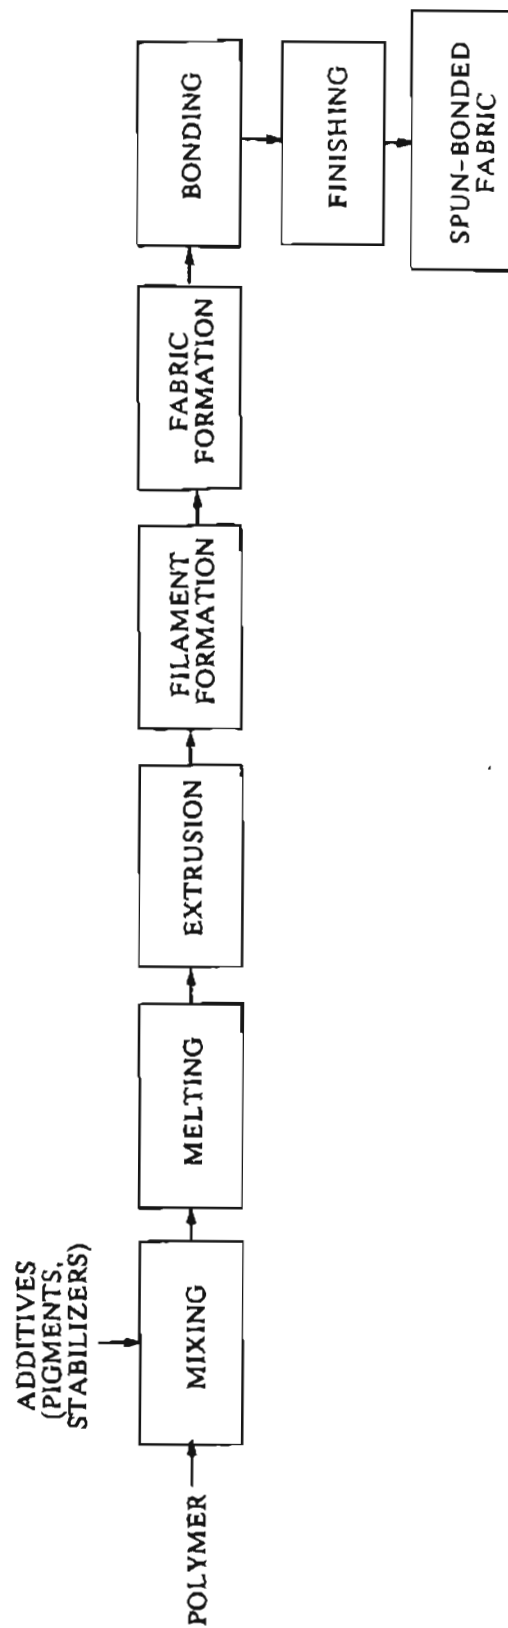 POLYMER
ADDITIVES
(PIGMENTS,
STABILIZERS)
MIXING
MELTING
EXTRUSION
FILAMENT
FORMATION
FABRIC
FORMATION
BONDING
FINISHING
SPUN-BONDED
FABRIC